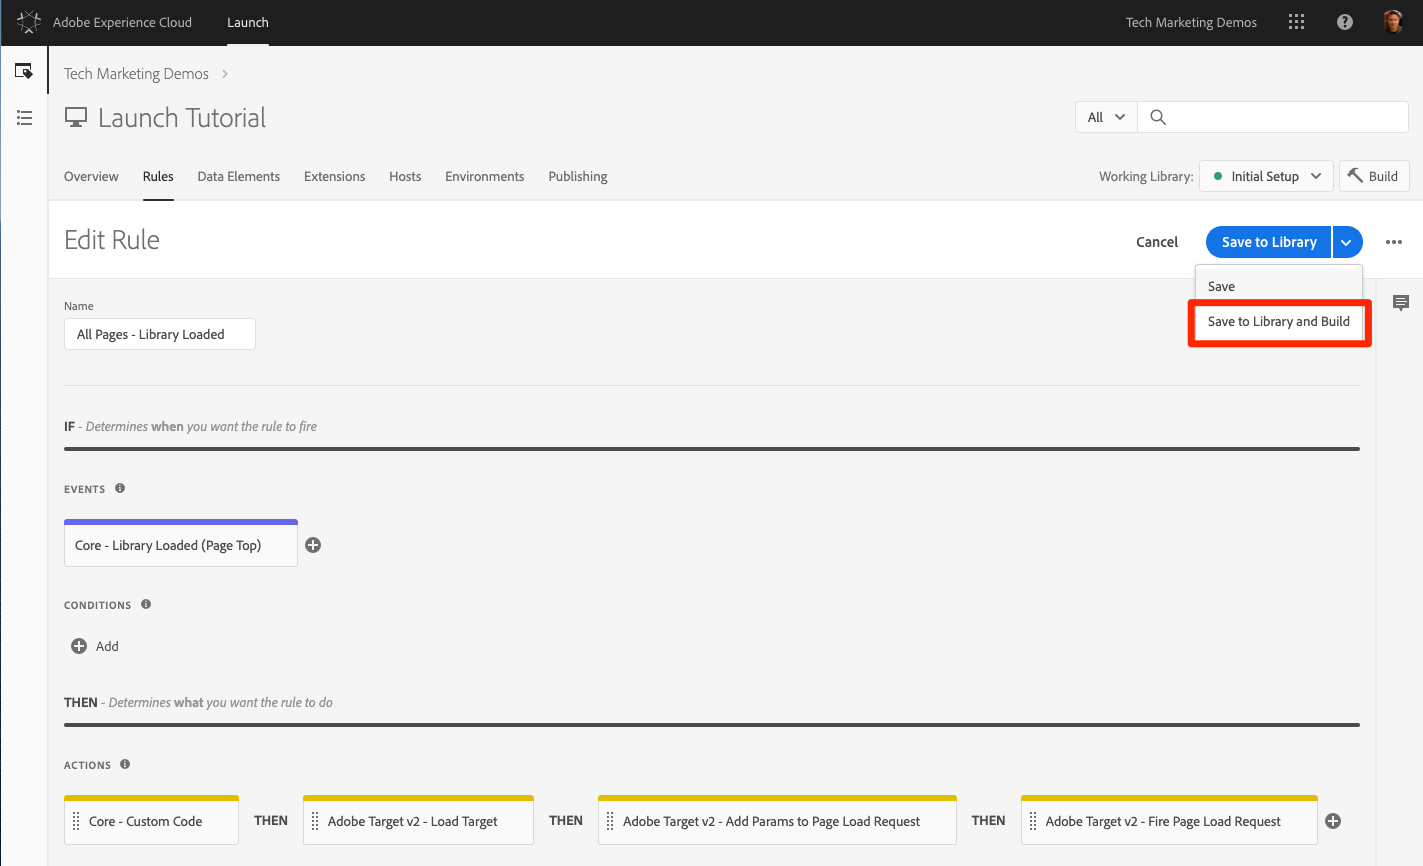 Adobe Experience Cloud Launch Tech Marketing Demos
Tech Marketing Demos
Launch Tutorial
All
Overview Rules Data Elements Extensions Hosts Environments Publishing Working Library: Initial Setup Build
Edit Rule Cancel Save to Library
Save
Save to Library and Build
Name
All Pages - Library Loaded
IF - Determines when you want the rule to fire
EVENTS
Core - Library Loaded (Page Top)
CONDITIONS
Add
THEN - Determines what you want the rule to do
ACTIONS
Core - Custom Code THEN Adobe Target v2 - Load Target THEN Adobe Target v2 - Add Params to Page Load Request THEN Adobe Target v2 - Fire Page Load Request